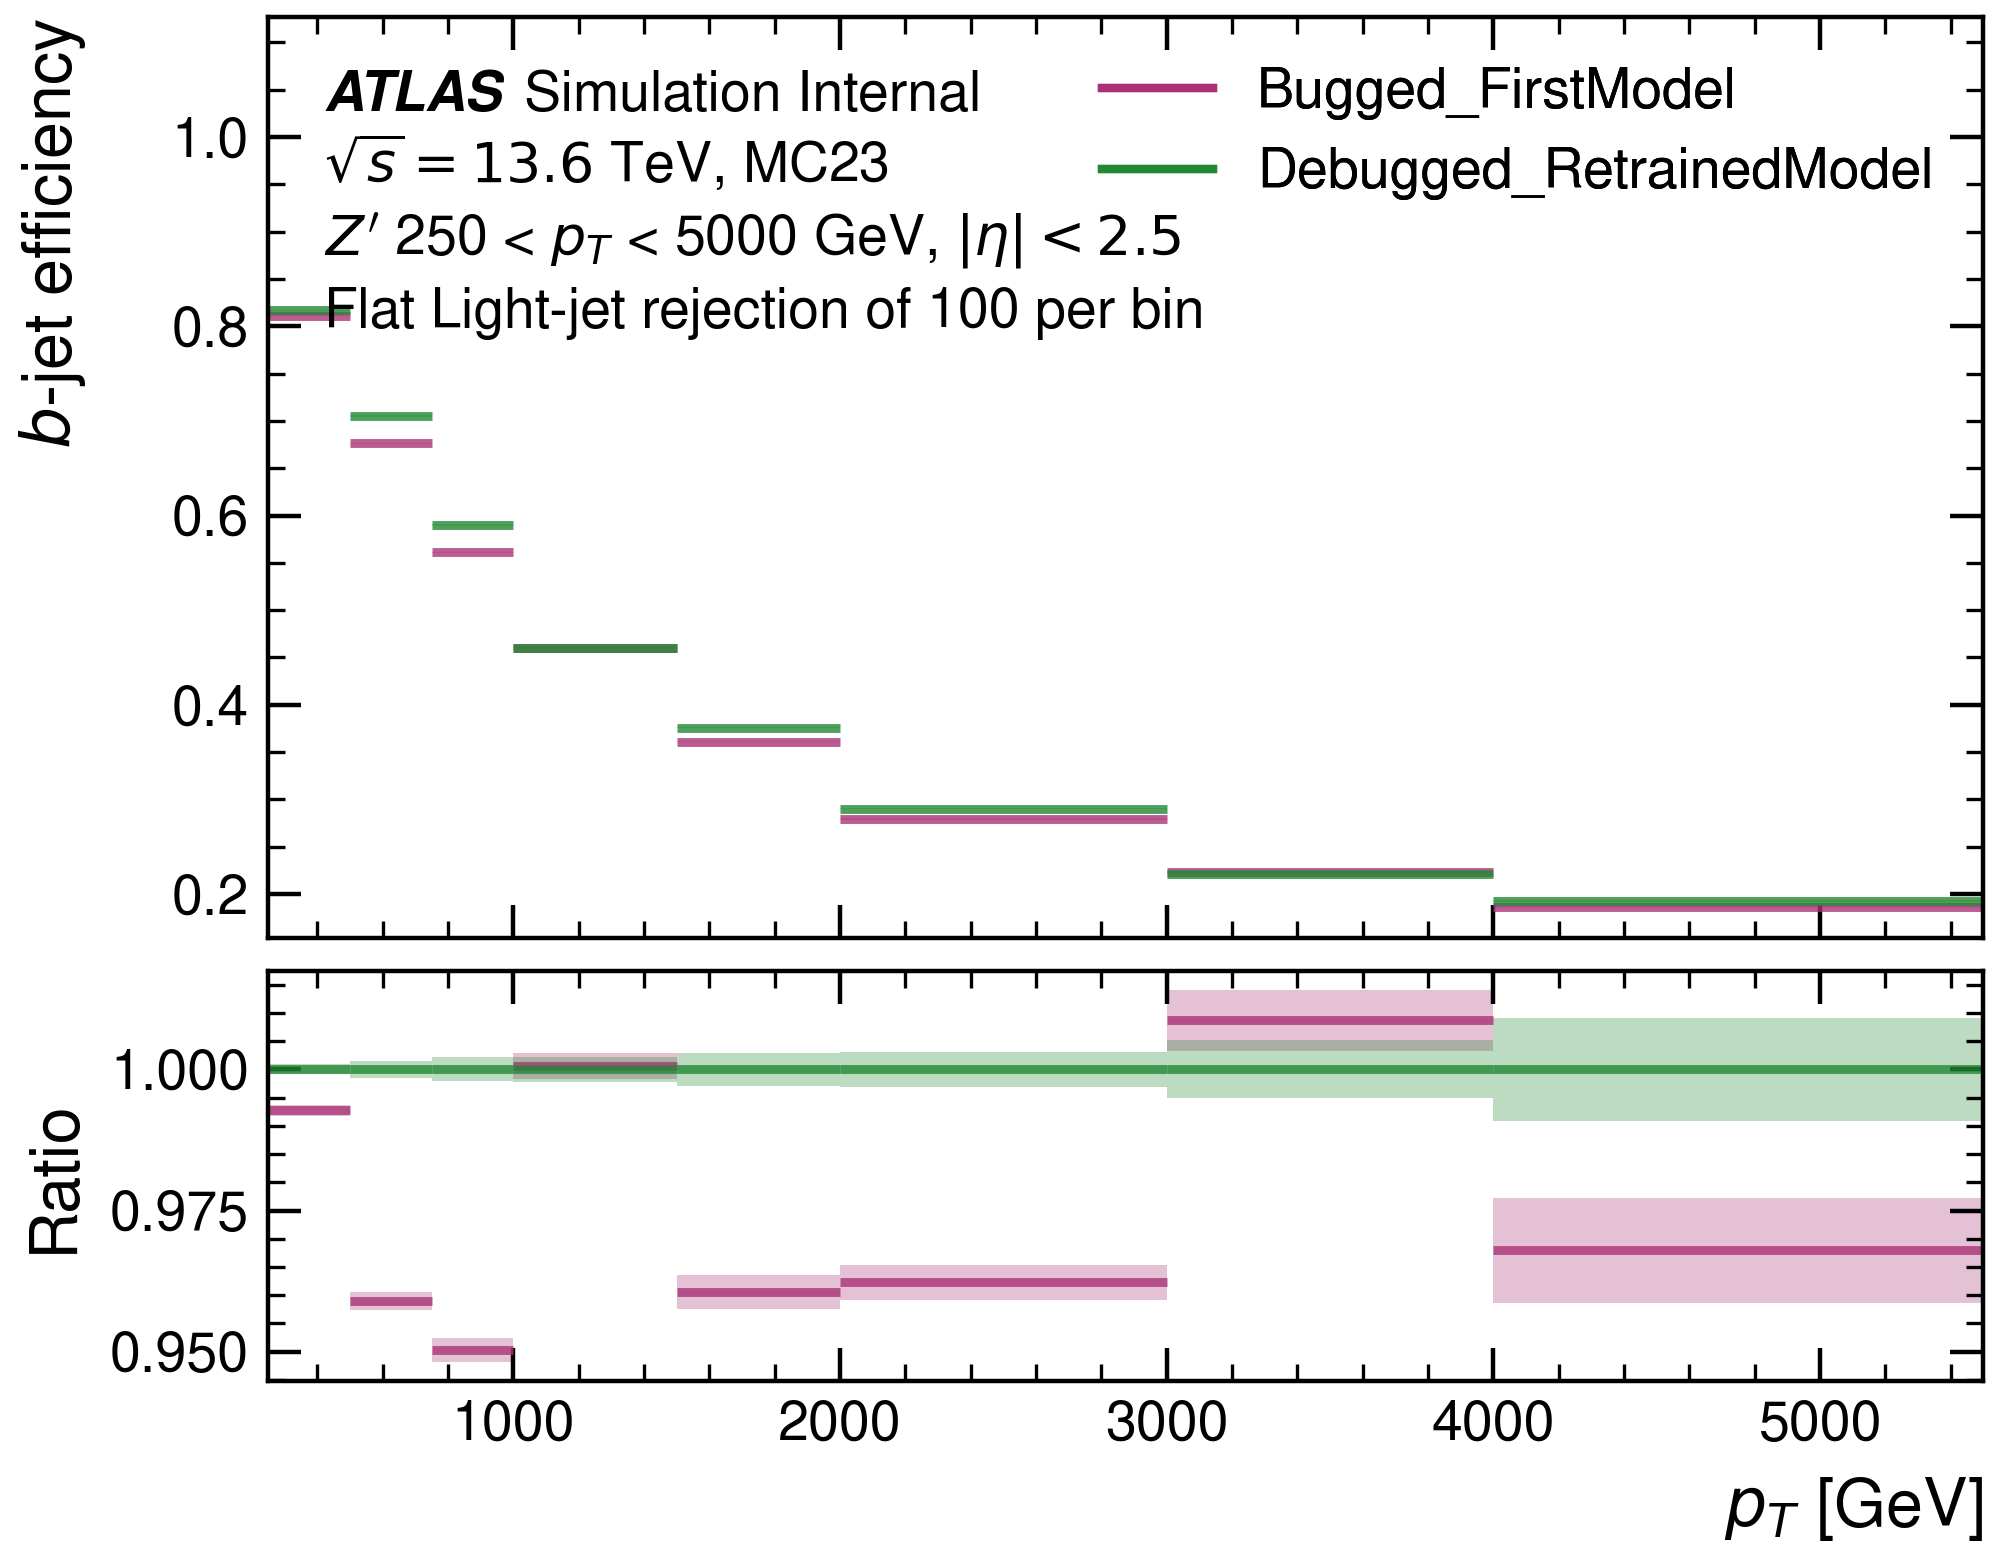 b-jet efficiency
ATLAS Simulation Internal
√s = 13.6 TeV, MC23
Z′ 250 < pT < 5000 GeV, |η| < 2.5
Flat Light-jet rejection of 100 per bin
Bugged_FirstModel
Debugged_RetrainedModel
1.0
0.8
0.6
0.4
0.2
Ratio
1.000
0.975
0.950
1000 2000 3000 4000 5000
pT [GeV]